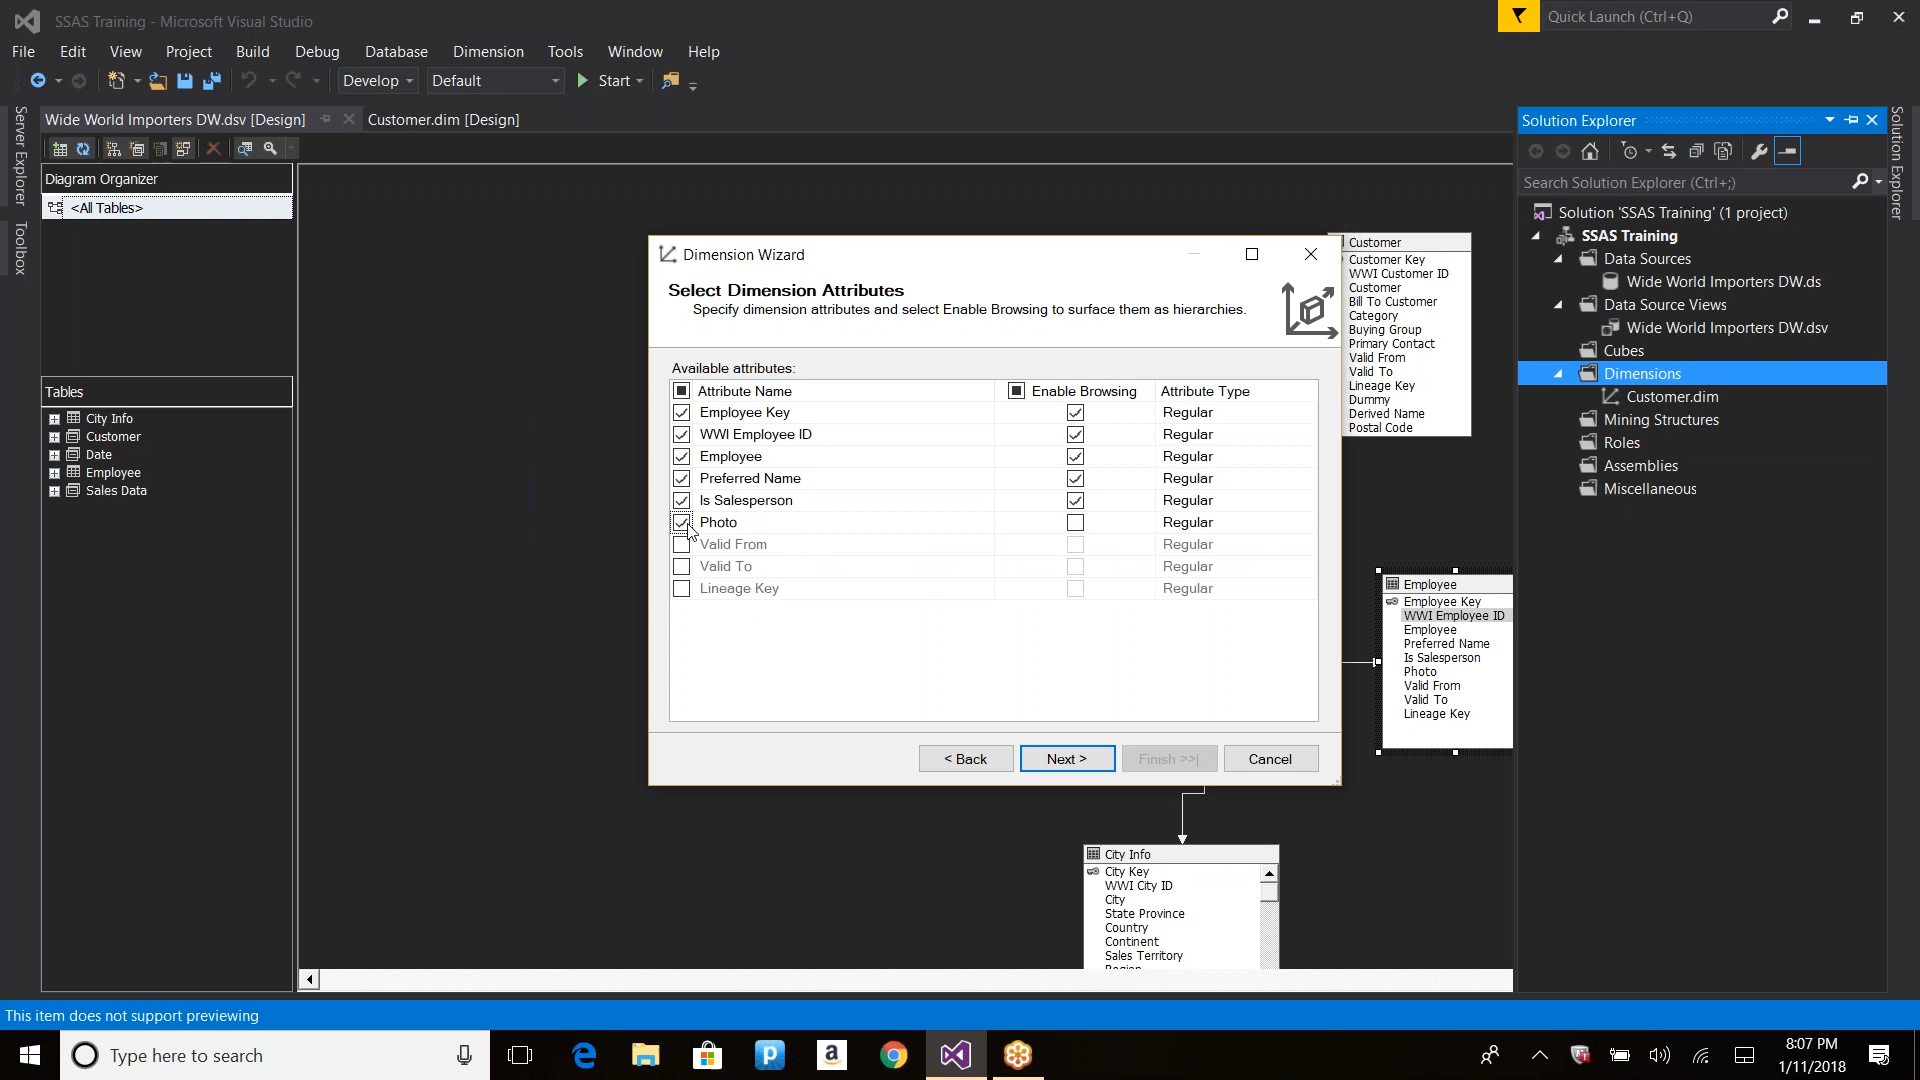 SSAS Training - Microsoft Visual Studio
Quick Launch (Ctrl+Q)
File Edit View Project Build Debug Database Dimension Tools Window Help
Develop Default Start
Server Explorer
Toolbox
Wide World Importers DW.dsv [Design]
Customer.dim [Design]
Diagram Organizer
<All Tables>
Tables
City Info
Customer
Date
Employee
Sales Data
Dimension Wizard
Select Dimension Attributes
Specify dimension attributes and select Enable Browsing to surface them as hierarchies.
Available attributes:
Attribute Name Enable Browsing Attribute Type
Employee Key Regular
WWI Employee ID Regular
Employee Regular
Preferred Name Regular
Is Salesperson Regular
Photo Regular
Valid From Regular
Valid To Regular
Lineage Key Regular
< Back Next > Finish >>| Cancel
Customer
Customer Key
WWI Customer ID
Customer
Bill To Customer
Category
Buying Group
Primary Contact
Valid From
Valid To
Lineage Key
Dummy
Derived Name
Postal Code
Employee
Employee Key
WWI Employee ID
Employee
Preferred Name
Is Salesperson
Photo
Valid From
Valid To
Lineage Key
City Info
City Key
WWI City ID
City
State Province
Country
Continent
Sales Territory
Region
Solution Explorer
Search Solution Explorer (Ctrl+;)
Solution 'SSAS Training' (1 project)
SSAS Training
Data Sources
Wide World Importers DW.ds
Data Source Views
Wide World Importers DW.dsv
Cubes
Dimensions
Customer.dim
Mining Structures
Roles
Assemblies
Miscellaneous
Solution Explorer
This item does not support previewing
Type here to search
8:07 PM
1/11/2018